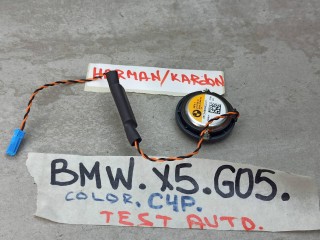 HARMAN/KARDON
BMW. X5. G05.
COLOR. C4P.
TEST AUTO.